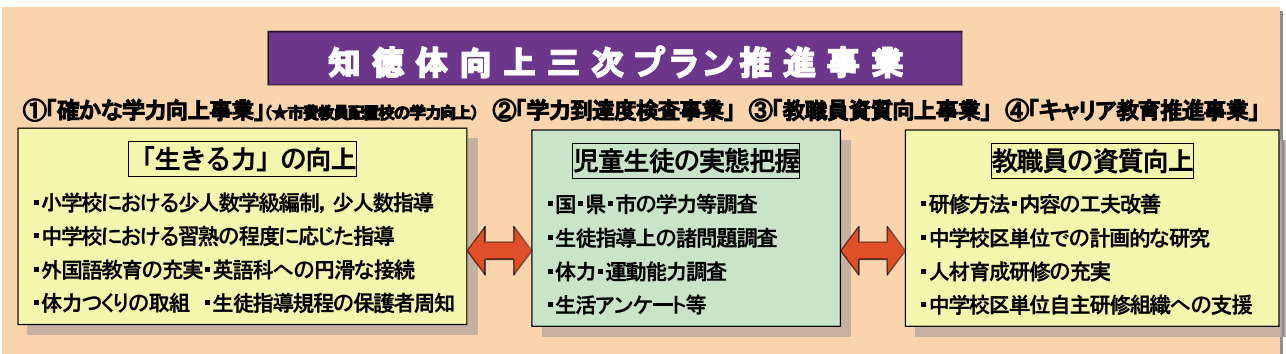 知徳体向上三次プラン推進事業
①「確かな学力向上事業」(★市費教員配置校の学力向上) ②「学力到達度検査事業」 ③「教職員資質向上事業」 ④「キャリア教育推進事業」
「生きる力」の向上
・小学校における少人数学級編制，少人数指導
・中学校における習熟の程度に応じた指導
・外国語教育の充実・英語科への円滑な接続
・体力つくりの取組 ・生徒指導規程の保護者周知
児童生徒の実態把握
・国・県・市の学力等調査
・生徒指導上の諸問題調査
・体力・運動能力調査
・生活アンケート等
教職員の資質向上
・研修方法・内容の工夫改善
・中学校区単位での計画的な研究
・人材育成研修の充実
・中学校区単位自主研修組織への支援